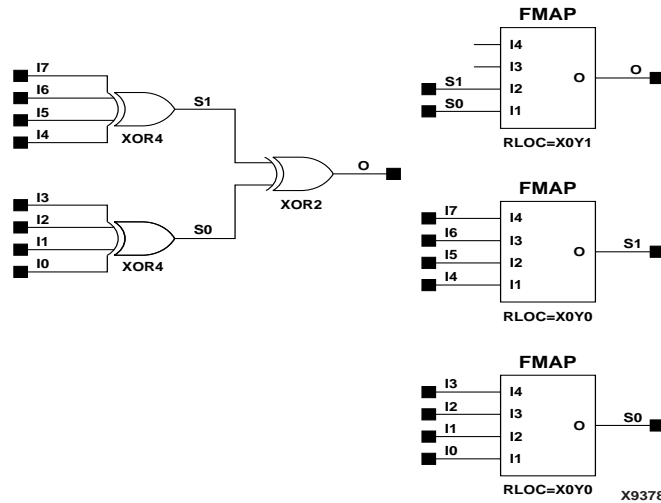 I7
I6
I5
I4
S1
XOR4
I3
I2
I1
I0
S0
XOR4
O
XOR2
FMAP
I4
I3
S1
I2
S0
I1
O
O
RLOC=X0Y1
FMAP
I7
I4
I6
I3
I5
I2
I4
I1
O
S1
RLOC=X0Y0
FMAP
I3
I4
I2
I3
I1
I2
I0
I1
O
S0
RLOC=X0Y0
X9378